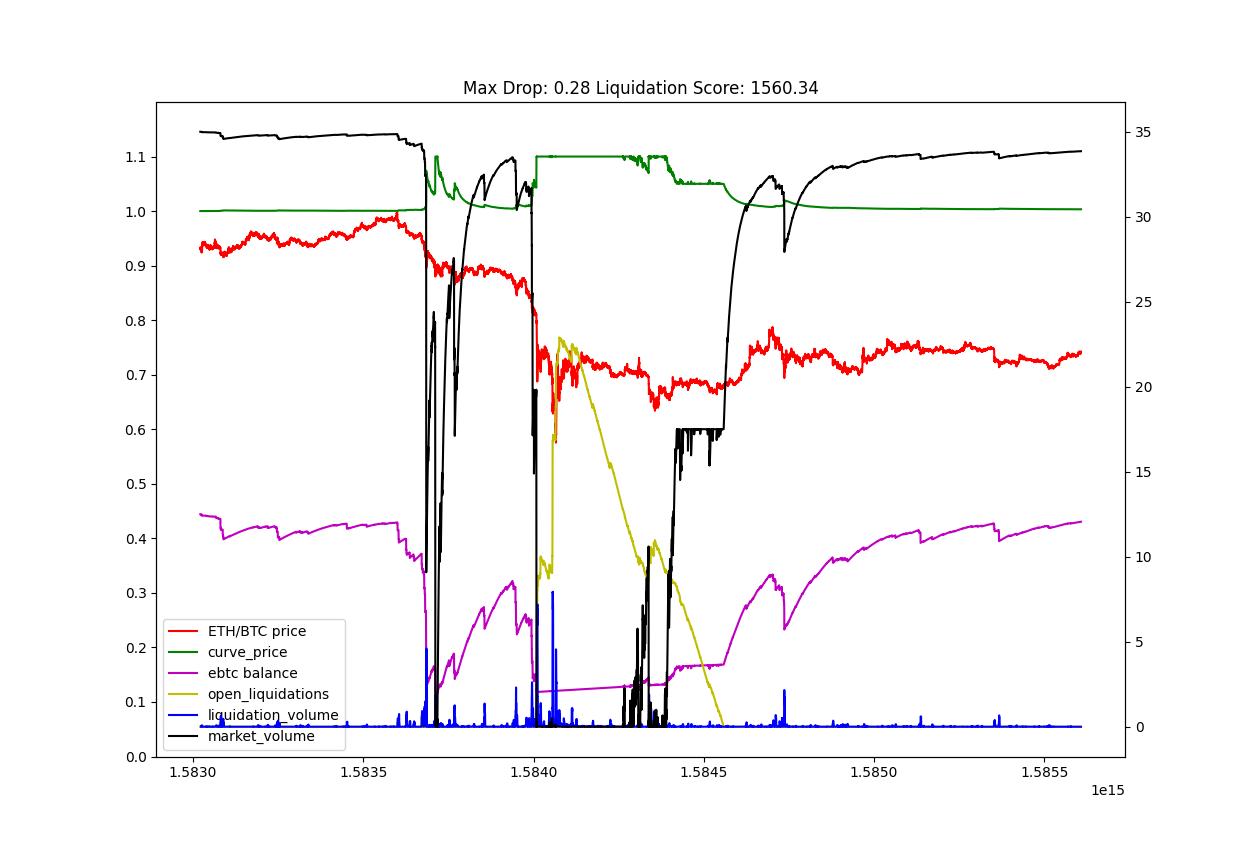 Max Drop: 0.28 Liquidation Score: 1560.34
1.1
1.0
0.9
0.8
0.7
0.6
0.5
0.4
0.3
0.2
0.1
0.0
35
30
25
20
15
10
5
0
ETH/BTC price
curve_price
ebtc balance
open_liquidations
liquidation_volume
market_volume
1.5830 1.5835 1.5840 1.5845 1.5850 1.5855
1e15